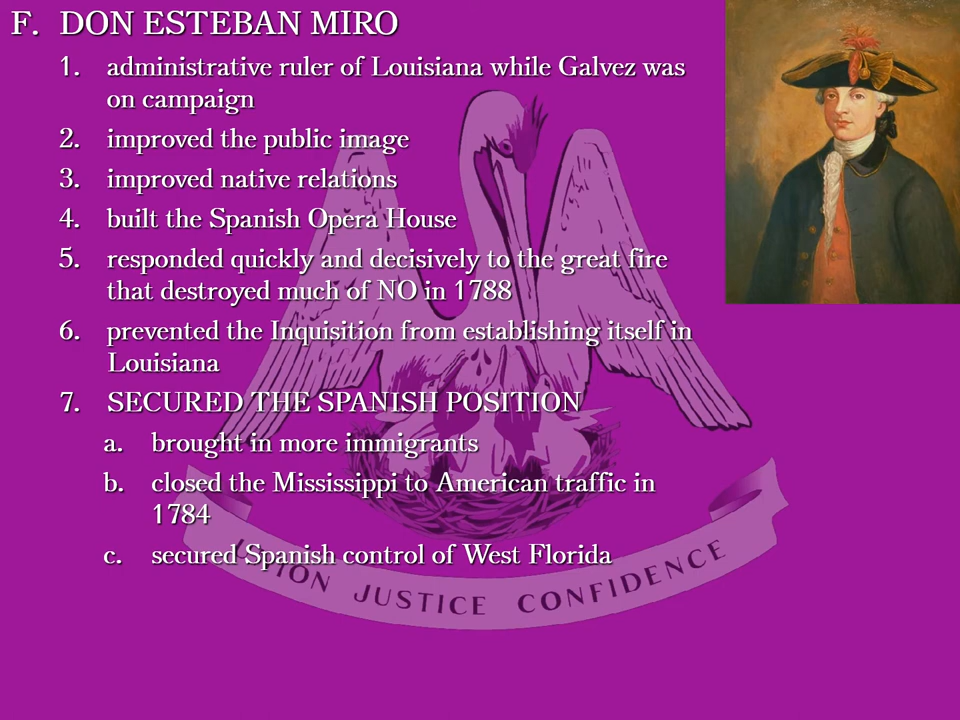 F. DON ESTEBAN MIRO
1. administrative ruler of Louisiana while Galvez was
on campaign
2. improved the public image
3. improved native relations
4. built the Spanish Opera House
5. responded quickly and decisively to the great fire
that destroyed much of NO in 1788
6. prevented the Inquisition from establishing itself in
Louisiana
7. SECURED THE SPANISH POSITION
a. brought in more immigrants
b. closed the Mississippi to American traffic in
1784
c. secured Spanish control of West Florida
UNION JUSTICE CONFIDENCE